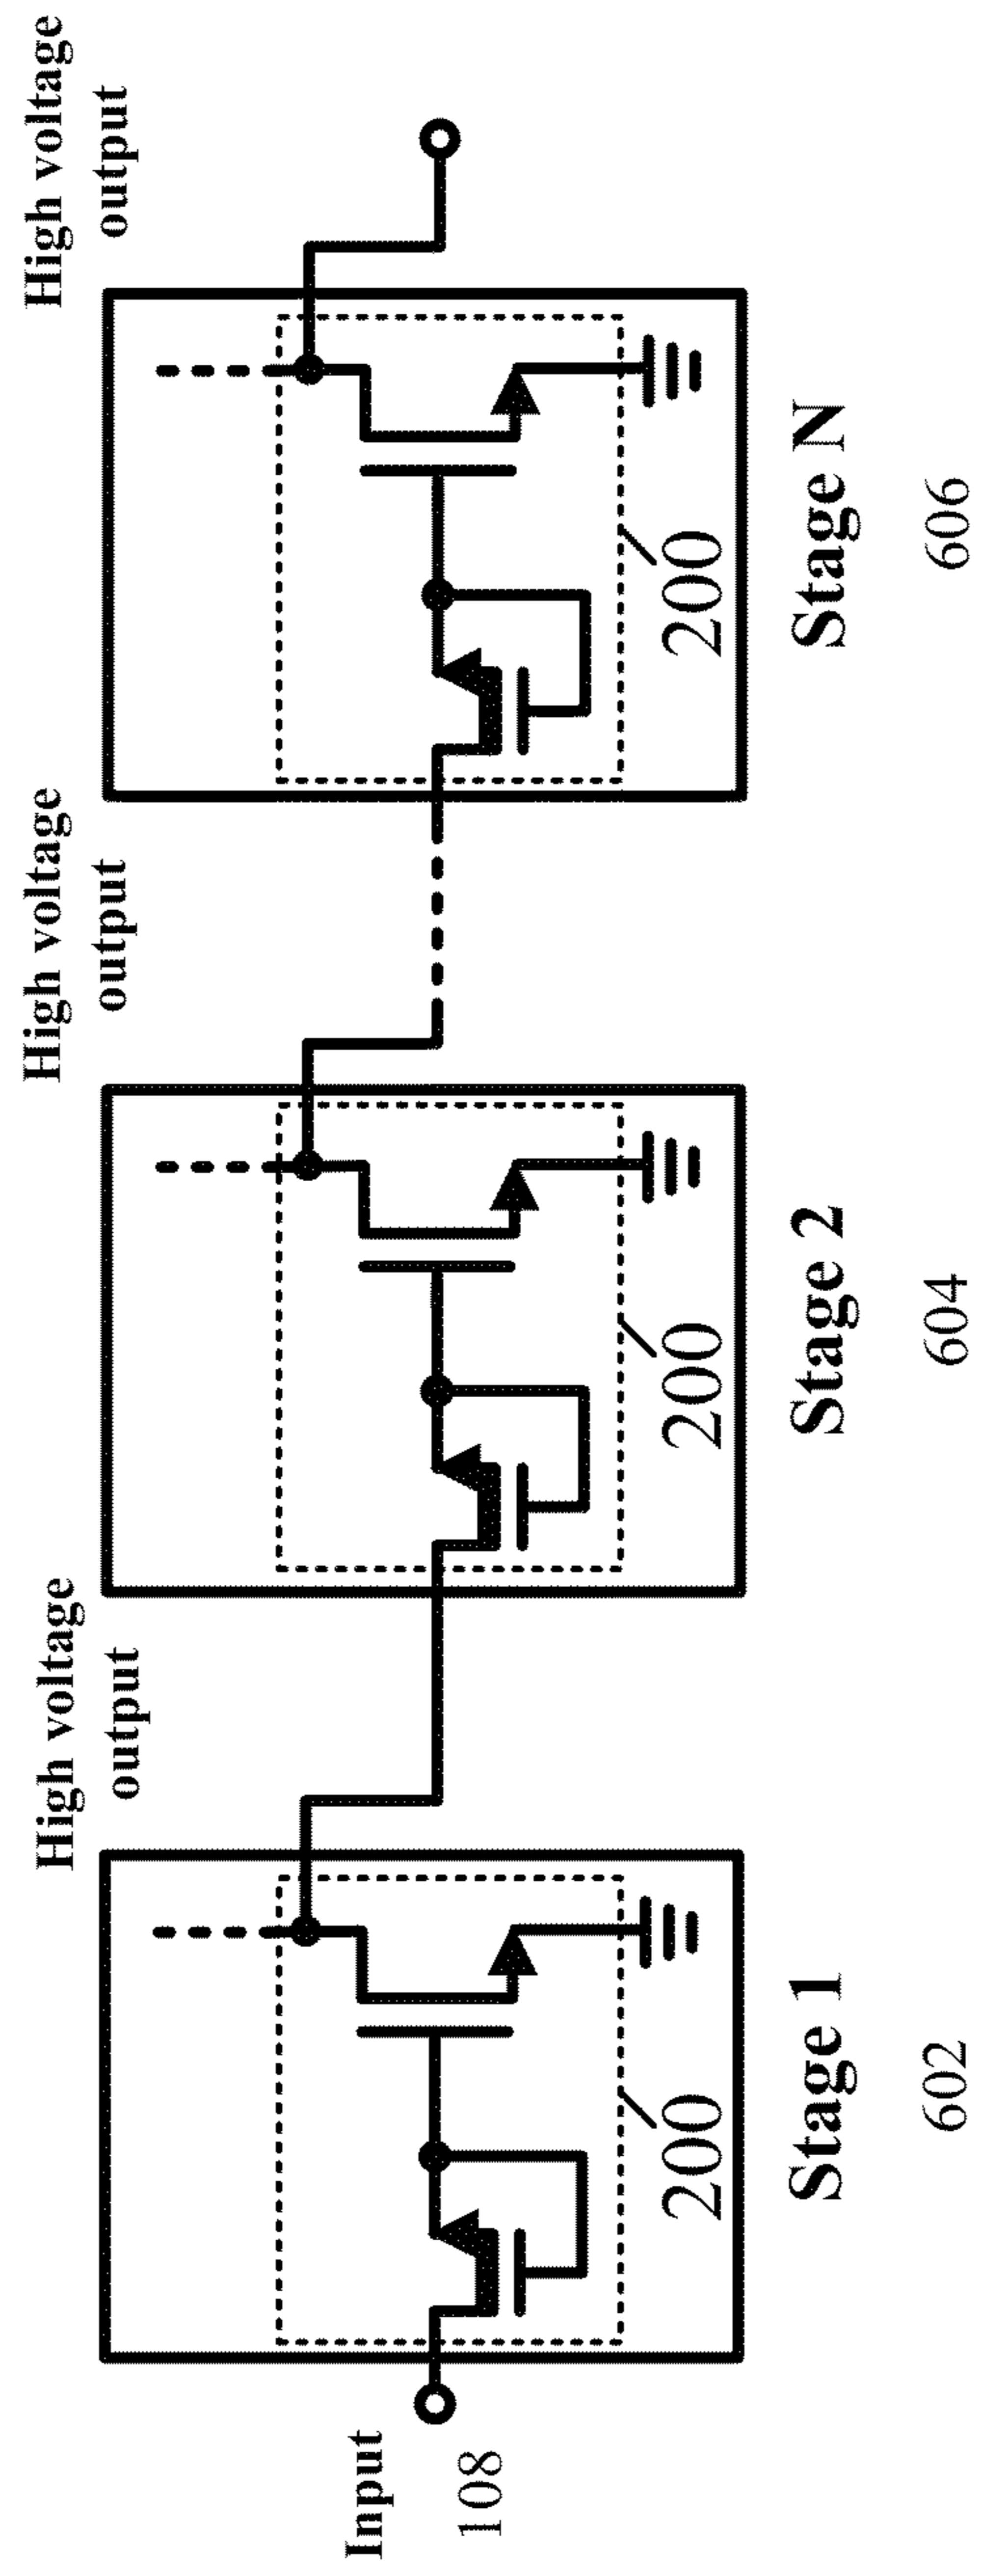 High voltage
output
High voltage
output
High voltage
output
Input
108
200
200
200
Stage 1
Stage 2
Stage N
602
604
606